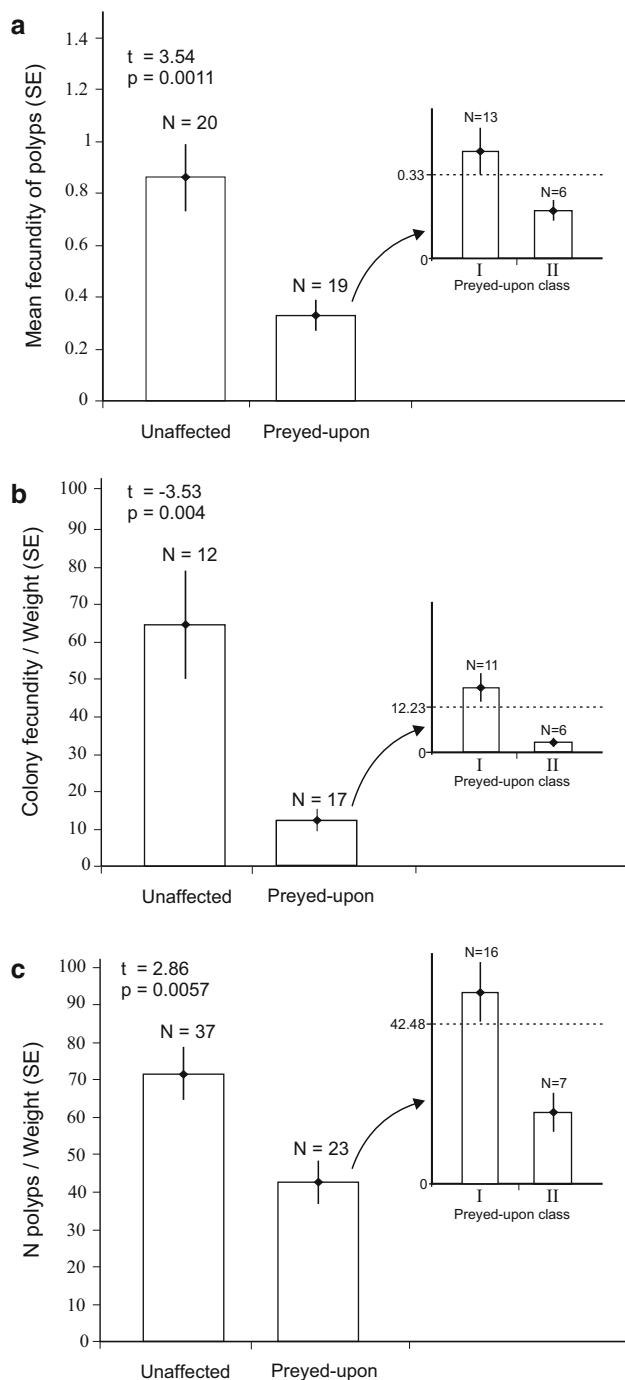 a
Mean fecundity of polyps (SE)
1.4
1.2
1
0.8
0.6
0.4
0.2
0
t = 3.54
p = 0.0011
N = 20
N = 19
Unaffected
Preyed-upon
N=13
N=6
0.33
0
I
II
Preyed-upon class
b
Colony fecundity / Weight (SE)
100
90
80
70
60
50
40
30
20
10
0
t = -3.53
p = 0.004
N = 12
N = 17
Unaffected
Preyed-upon
N=11
N=6
12.23
0
I
II
Preyed-upon class
c
N polyps / Weight (SE)
100
90
80
70
60
50
40
30
20
10
0
t = 2.86
p = 0.0057
N = 37
N = 23
Unaffected
Preyed-upon
N=16
N=7
42.48
0
I
II
Preyed-upon class